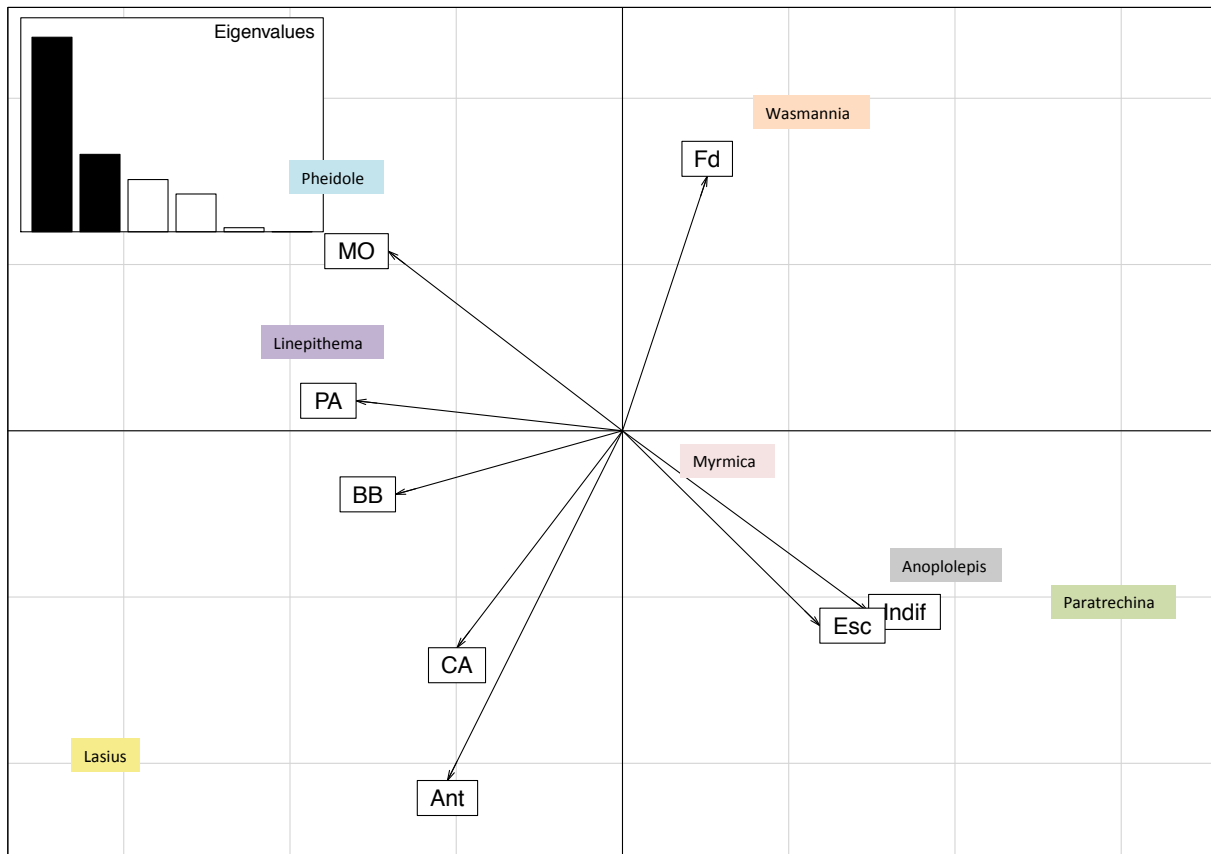 Eigenvalues
Wasmannia
Fd
Pheidole
MO
Linepithema
PA
Myrmica
BB
Anoplolepis
Paratrechina
Indif
Esc
CA
Lasius
Ant